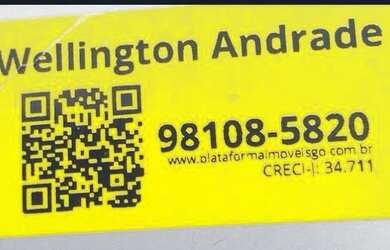 Wellington Andrade
98108-5820
www.plataformaimoveisgo.com.br
CRECI-J: 34.711